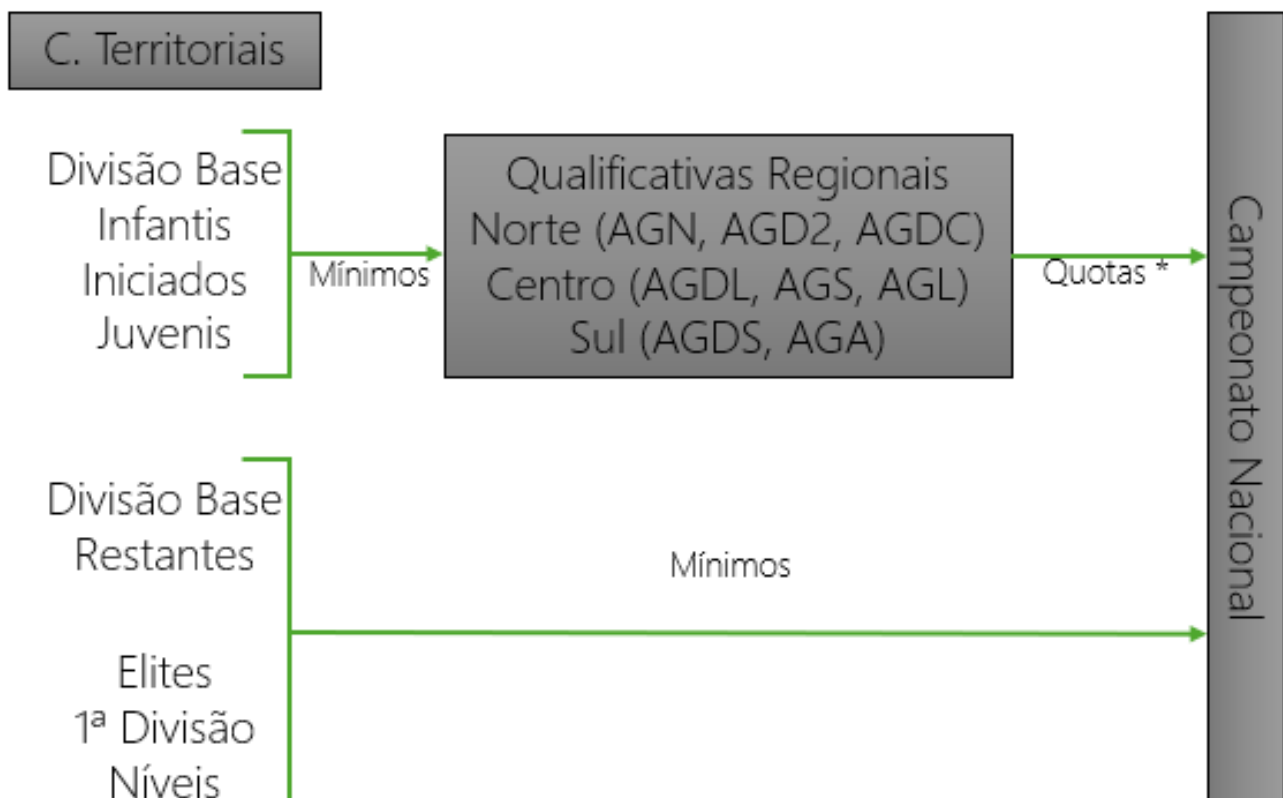 C. Territoriais
Divisão Base
Infantis
Iniciados
Juvenis
Mínimos
Qualificativas Regionais
Norte (AGN, AGD2, AGDC)
Centro (AGDL, AGS, AGL)
Sul (AGDS, AGA)
Quotas *
Campeonato Nacional
Divisão Base
Restantes
Mínimos
Elites
1ª Divisão
Níveis